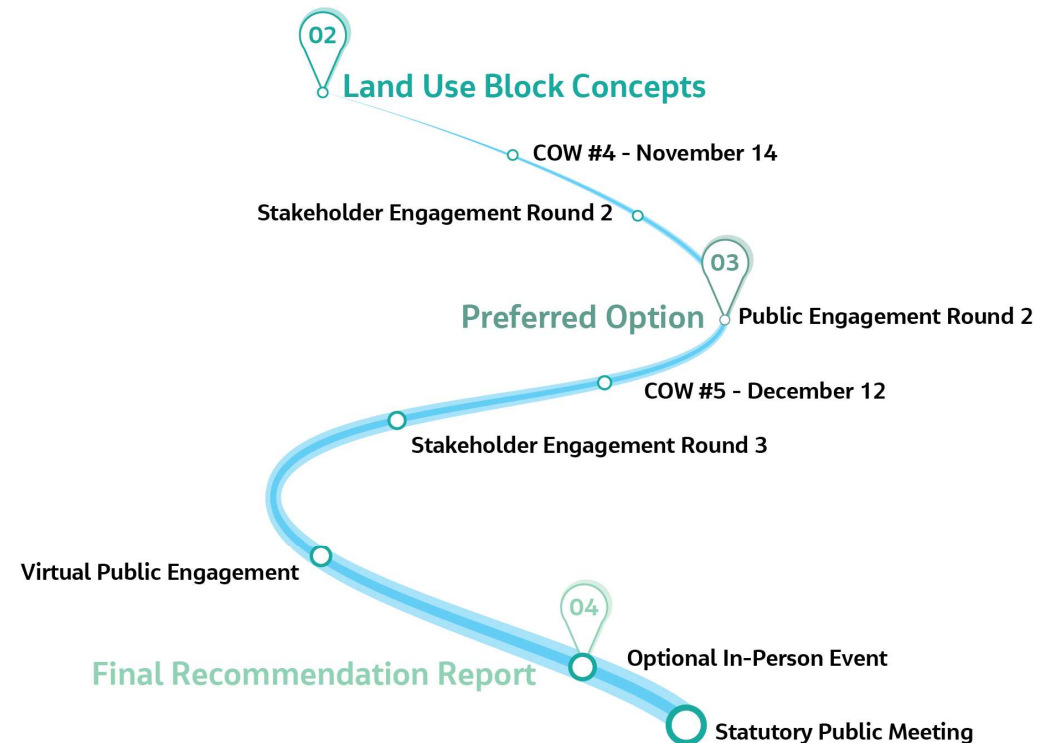 02
Land Use Block Concepts
COW #4 - November 14
Stakeholder Engagement Round 2
03
Preferred Option
Public Engagement Round 2
COW #5 - December 12
Stakeholder Engagement Round 3
Virtual Public Engagement
04
Optional In-Person Event
Final Recommendation Report
Statutory Public Meeting